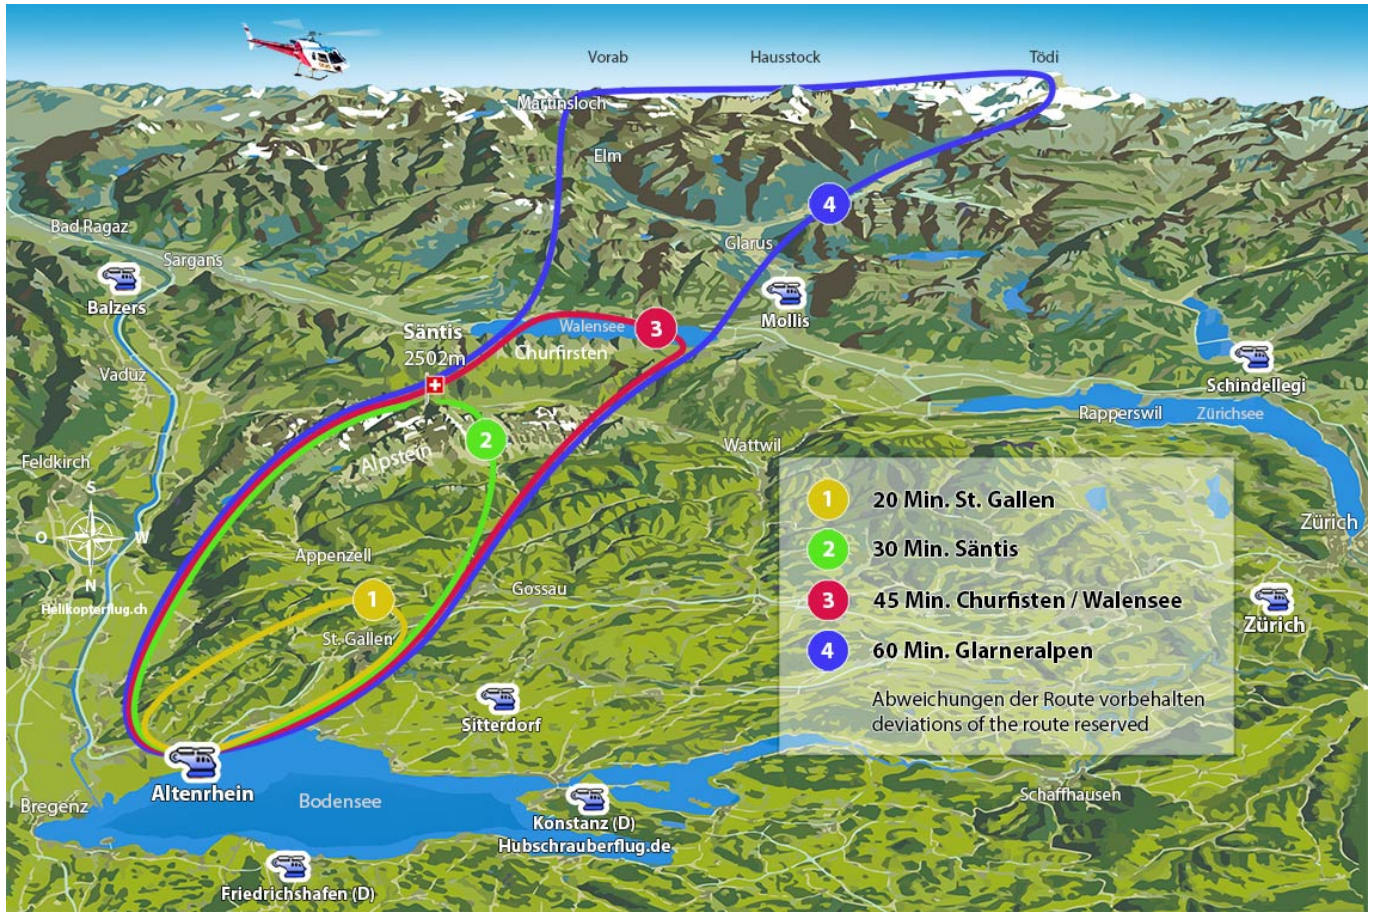 Vorab
Hausstock
Tödi
Martinsloch
Elm
4
Bad Ragaz
Glarus
Sargans
Balzers
Mollis
Säntis
2502m
Walensee
3
Churfirsten
Schindellegi
Vaduz
Rapperswil
Zürichsee
2
Wattwil
Alpstein
Feldkirch
S
O
W
N
Helikopterflug.ch
1 20 Min. St. Gallen
2 30 Min. Säntis
3 45 Min. Churfisten / Walensee
4 60 Min. Glarneralpen
Abweichungen der Route vorbehalten
deviations of the route reserved
Zürich
Appenzell
Gossau
1
St. Gallen
Zürich
Sitterdorf
Altenrhein
Bodensee
Bregenz
Schaffhausen
Konstanz (D)
Hubschrauberflug.de
Friedrichshafen (D)